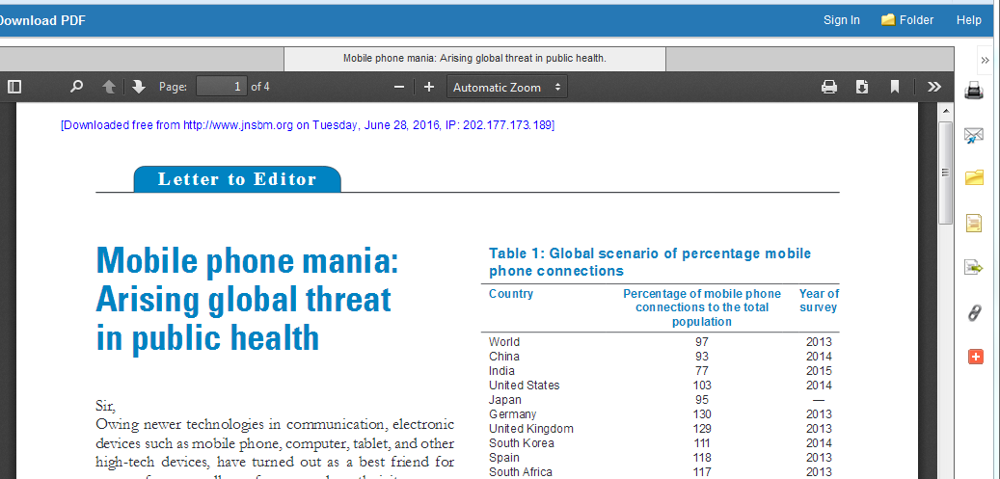 Download PDF
Sign In Folder Help
Mobile phone mania: Arising global threat in public health.
Page: 1 of 4
Automatic Zoom
[Downloaded free from http://www.jnsbm.org on Tuesday, June 28, 2016, IP: 202.177.173.189]
Letter to Editor
Mobile phone mania:
Arising global threat
in public health
Sir,
Owing newer technologies in communication, electronic
devices such as mobile phone, computer, tablet, and other
high-tech devices, have turned out as a best friend for
Table 1: Global scenario of percentage mobile
phone connections
Country Percentage of mobile phone Year of
connections to the total survey
population
World 97 2013
China 93 2014
India 77 2015
United States 103 2014
Japan 95 —
Germany 130 2013
United Kingdom 129 2013
South Korea 111 2014
Spain 118 2013
South Africa 117 2013